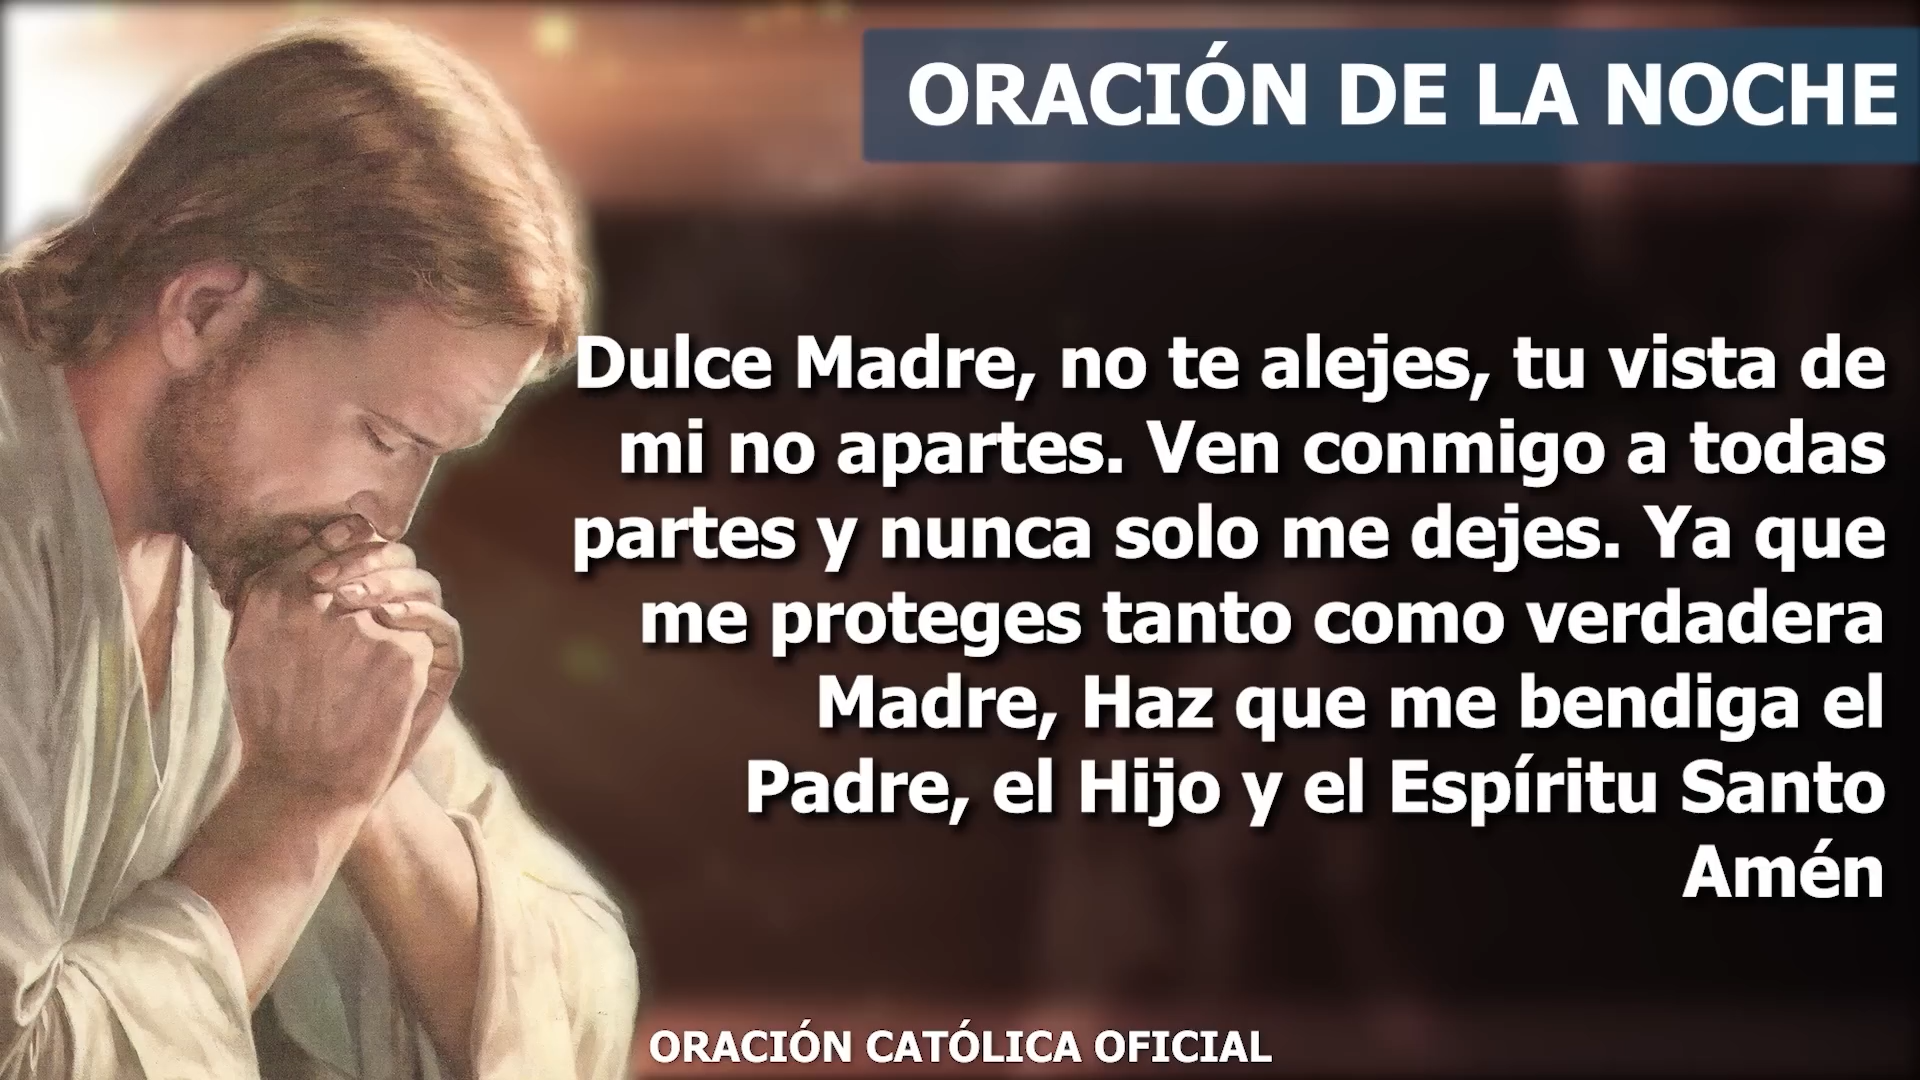 ORACIÓN DE LA NOCHE
Dulce Madre, no te alejes, tu vista de
mi no apartes. Ven conmigo a todas
partes y nunca solo me dejes. Ya que
me proteges tanto como verdadera
Madre, Haz que me bendiga el
Padre, el Hijo y el Espíritu Santo
Amén
ORACIÓN CATÓLICA OFICIAL